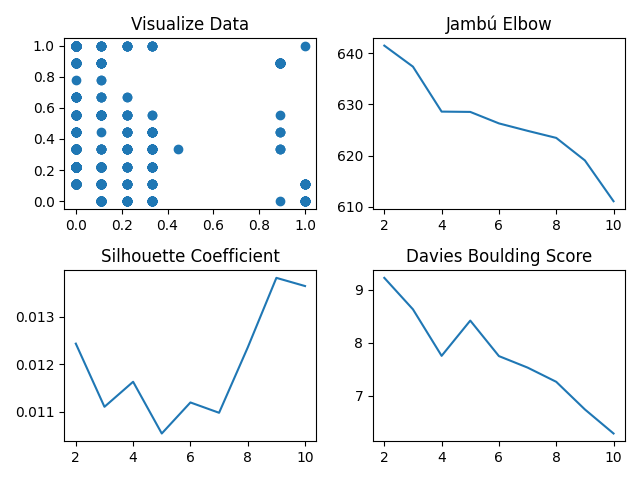 Visualize Data
1.0
0.8
0.6
0.4
0.2
0.0
0.0 0.2 0.4 0.6 0.8 1.0
Jambú Elbow
640
630
620
610
2 4 6 8 10
Silhouette Coefficient
0.013
0.012
0.011
2 4 6 8 10
Davies Boulding Score
9
8
7
2 4 6 8 10